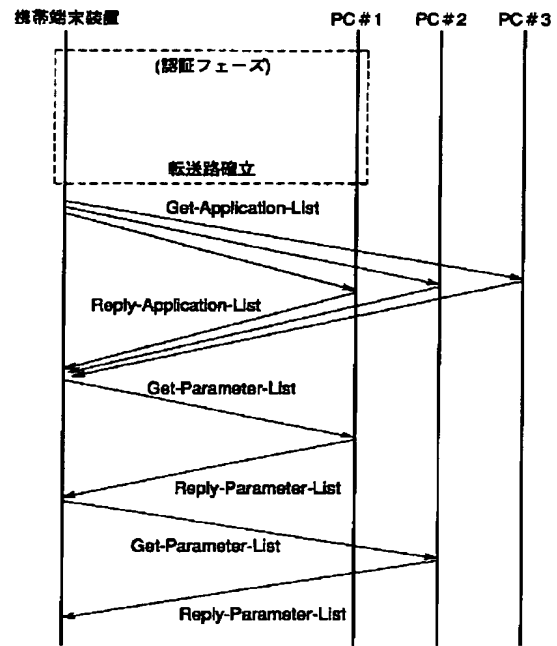 携帯端末装置 PC#1 PC#2 PC#3
(認証フェーズ)
転送路確立
Get-Application-List
Reply-Application-List
Get-Parameter-List
Reply-Parameter-List
Get-Parameter-List
Reply-Parameter-List